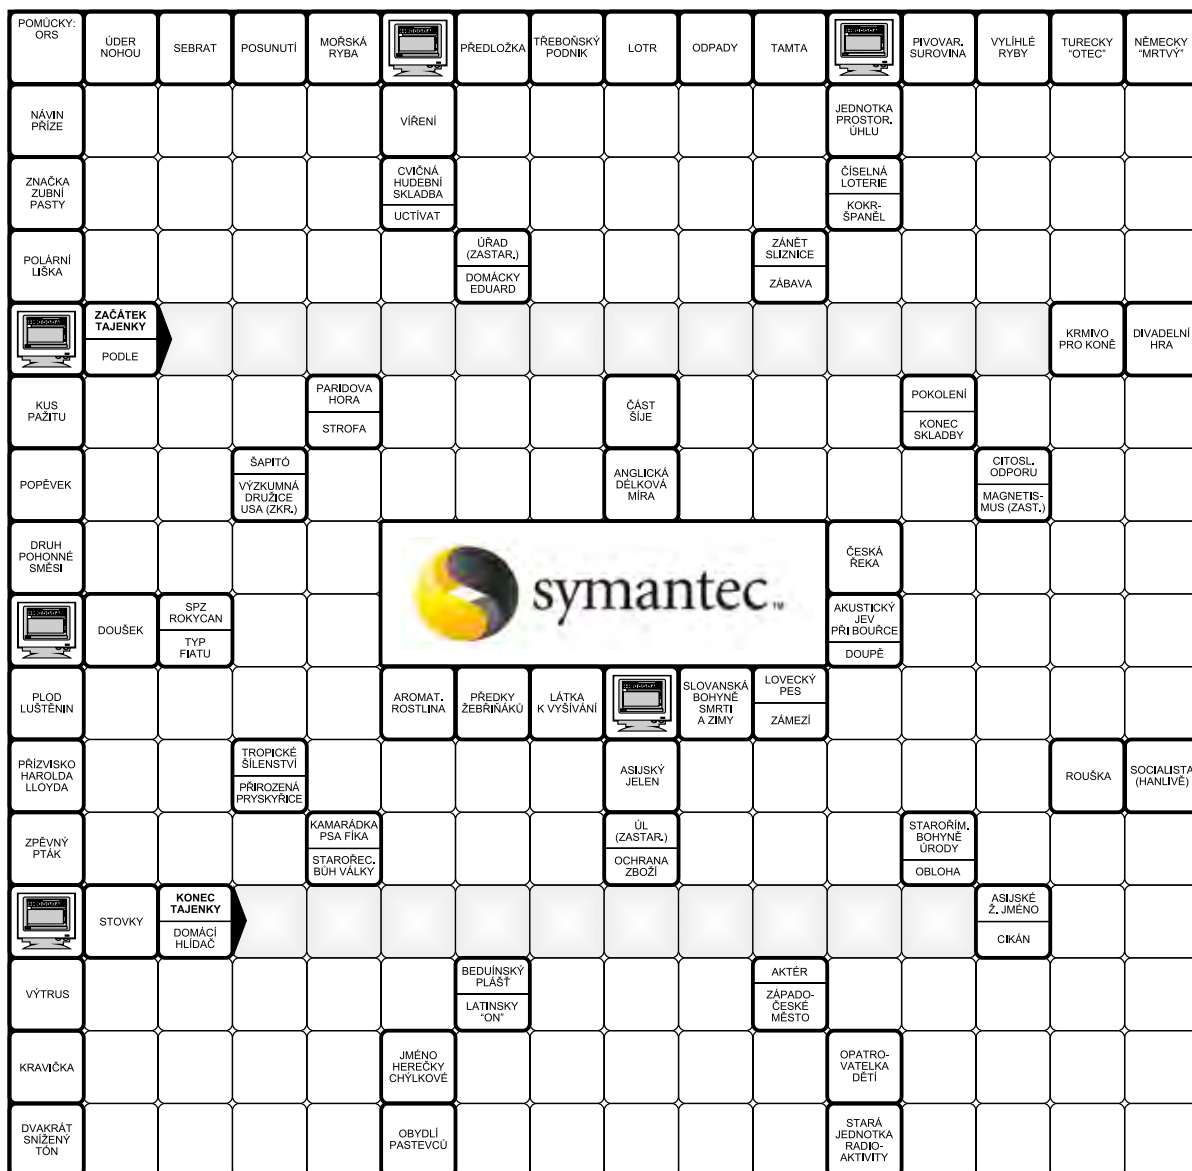 POMŮCKY:
ORS
ÚDER
NOHOU
SEBRAT
POSUNUTÍ
MOŘSKÁ
RYBA
PŘEDLOŽKA
TŘEBOŇSKÝ
PODNIK
LOTR
ODPADY
TAMTA
PIVOVAR.
SUROVINA
VYLÍHLÉ
RYBY
TURECKY
“OTEC”
NĚMECKY
“MRTVÝ”
NÁVIN
PŘÍZE
VÍŘENÍ
JEDNOTKA
PROSTOR.
ÚHLU
ZNAČKA
ZUBNÍ
PASTY
CVIČNÁ
HUDEBNÍ
SKLADBA
UCTÍVAT
ČÍSELNÁ
LOTERIE
KOKR-
ŠPANĚL
POLÁRNÍ
LIŠKA
ÚŘAD
(ZASTAR.)
DOMÁCKY
EDUARD
ZÁNĚT
SLIZNICE
ZÁBAVA
ZAČÁTEK
TAJENKY
PODLE
KRMIVO
PRO KONĚ
DIVADELNÍ
HRA
KUS
PAŽITU
PARIDOVA
HORA
STROFA
ČÁST
ŠÍJE
POKOLENÍ
KONEC
SKLADBY
POPĚVEK
ŠAPITÓ
VÝZKUMNÁ
DRUŽICE
USA (ZKR.)
ANGLICKÁ
DÉLKOVÁ
MÍRA
CITOSL.
ODPORU
MAGNETIS-
MUS (ZAST.)
DRUH
POHONNÉ
SMĚSI
symantec™
ČESKÁ
ŘEKA
DOUŠEK
SPZ
ROKYCAN
TYP
FIATU
AKUSTICKÝ
JEV
PŘI BOUŘCE
DOUPĚ
PLOD
LUŠTĚNIN
AROMAT.
ROSTLINA
PŘEDKY
ŽEBŘIŇÁKŮ
LÁTKA
K VYŠÍVÁNÍ
SLOVANSKÁ
BOHYNĚ
SMRTI
A ZIMY
LOVECKÝ
PES
ZÁMEZÍ
PŘÍZVISKO
HAROLDA
LLOYDA
TROPICKÉ
ŠÍLENSTVÍ
PŘIROZENÁ
PRYSKYŘICE
ASIJSKÝ
JELEN
ROUŠKA
SOCIALISTA
(HANLIVĚ)
ZPĚVNÝ
PTÁK
KAMARÁDKA
PSA FÍKA
STAROŘEC.
BŮH VÁLKY
ÚL
(ZASTAR.)
OCHRANA
ZBOŽÍ
STAROŘÍM.
BOHYNĚ
ÚRODY
OBLOHA
STOVKY
KONEC
TAJENKY
DOMÁCÍ
HLÍDAČ
ASIJSKÉ
Ž. JMÉNO
CIKÁN
VÝTRUS
BEDUÍNSKÝ
PLÁŠŤ
LATINSKY
“ON”
AKTÉR
ZÁPADO-
ČESKÉ
MĚSTO
KRAVIČKA
JMÉNO
HEREČKY
CHÝLKOVÉ
OPATRO-
VATELKA
DĚTÍ
DVAKRÁT
SNÍŽENÝ
TÓN
OBYDLÍ
PASTEVCŮ
STARÁ
JEDNOTKA
RADIO-
AKTIVITY